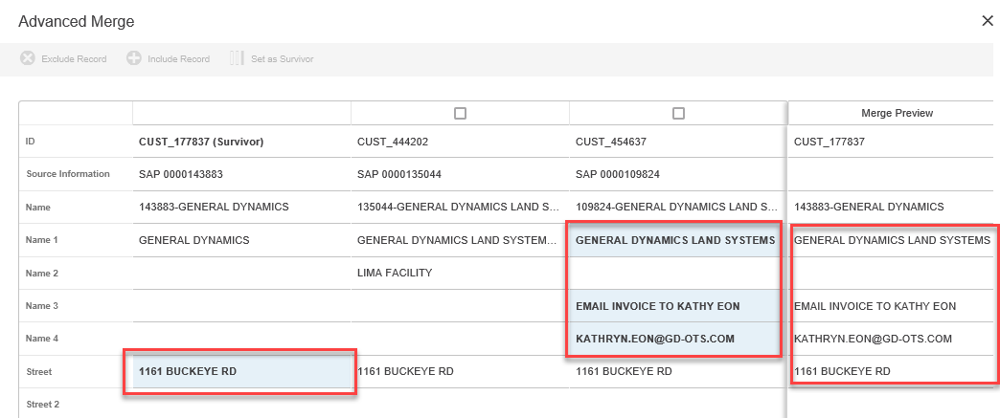 Advanced Merge
Exclude Record Include Record Set as Survivor
Merge Preview
ID CUST_177837 (Survivor) CUST_444202 CUST_454637 CUST_177837
Source Information SAP 0000143883 SAP 0000135044 SAP 0000109824
Name 143883-GENERAL DYNAMICS 135044-GENERAL DYNAMICS LAND S... 109824-GENERAL DYNAMICS LAND S... 143883-GENERAL DYNAMICS
Name 1 GENERAL DYNAMICS GENERAL DYNAMICS LAND SYSTEM... GENERAL DYNAMICS LAND SYSTEMS GENERAL DYNAMICS LAND SYSTEMS
Name 2 LIMA FACILITY
Name 3 EMAIL INVOICE TO KATHY EON EMAIL INVOICE TO KATHY EON
Name 4 KATHRYN.EON@GD-OTS.COM KATHRYN.EON@GD-OTS.COM
Street 1161 BUCKEYE RD 1161 BUCKEYE RD 1161 BUCKEYE RD 1161 BUCKEYE RD
Street 2